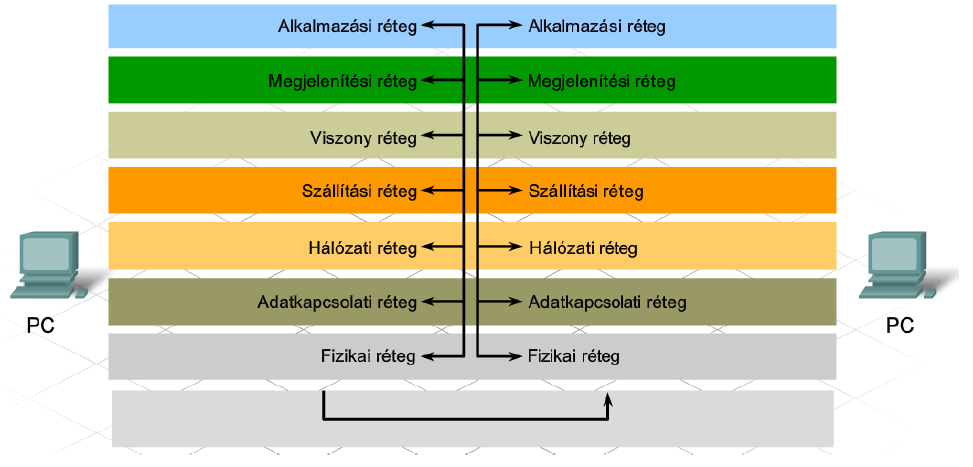 Alkalmazási réteg Alkalmazási réteg
Megjelenítési réteg Megjelenítési réteg
Viszony réteg Viszony réteg
Szállítási réteg Szállítási réteg
Hálózati réteg Hálózati réteg
Adatkapcsolati réteg Adatkapcsolati réteg
PC PC
Fizikai réteg Fizikai réteg